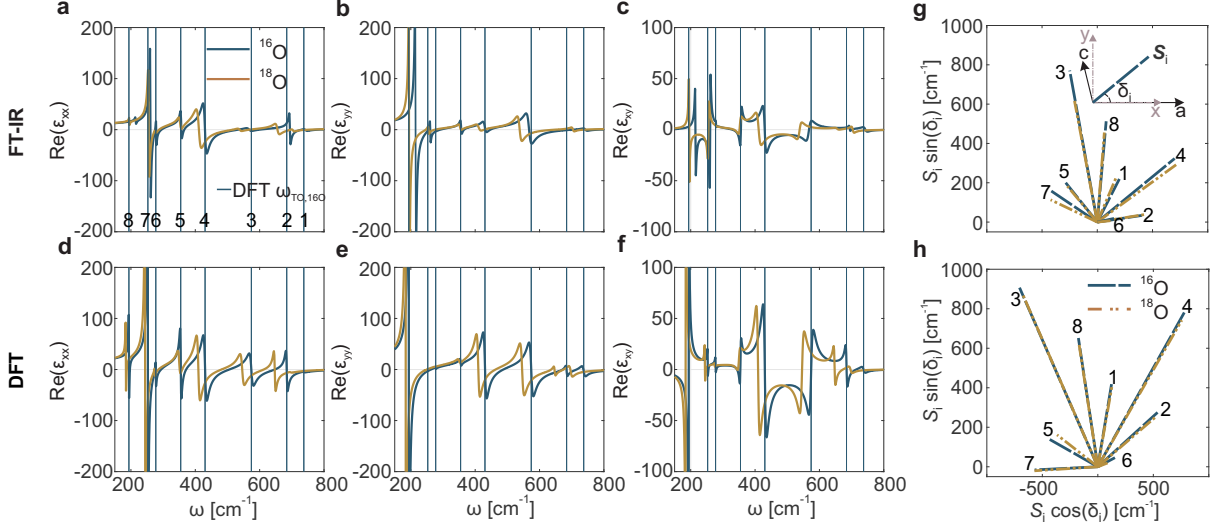 a
b
c
g
FT-IR
Re(εxx)
200
100
0
-100
-200
16O
18O
DFT ωTO,16O
8 7 6 5 4 3 2 1
Re(εyy)
200
100
0
-100
-200
Re(εxy)
100
50
0
-50
-100
Si sin(δi) [cm-1]
1000
800
600
400
200
0
y
c
Si
δi
x
a
3
8
1
4
5
7
2
6
d
e
f
h
DFT
Re(εxx)
200
100
0
-100
-200
200 400 600 800
ω [cm-1]
Re(εyy)
200
100
0
-100
-200
200 400 600 800
ω [cm-1]
Re(εxy)
100
50
0
-50
-100
200 400 600 800
ω [cm-1]
Si sin(δi) [cm-1]
1000
800
600
400
200
0
16O
18O
3
4
8
1
2
5
6
7
-500 0 500
Si cos(δi) [cm-1]